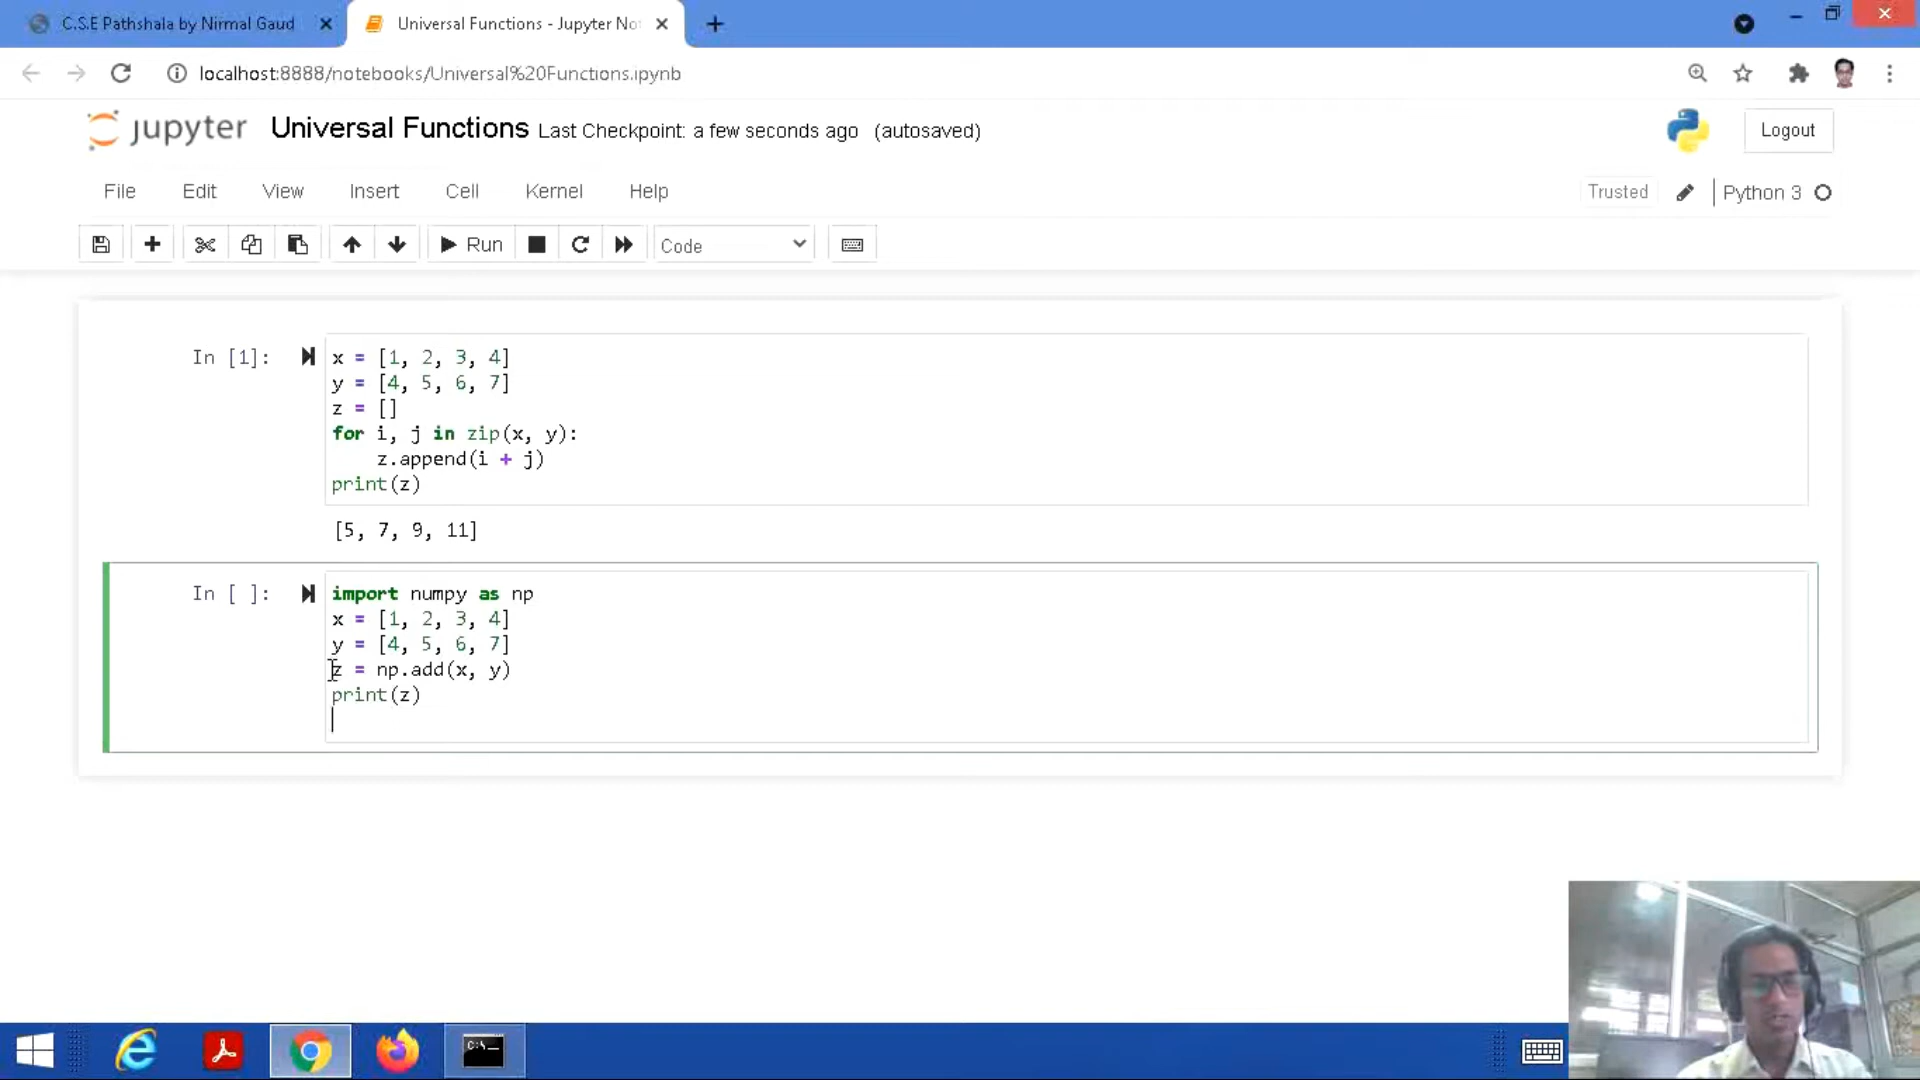 C.S.E Pathshala by Nirmal Gaud
Universal Functions - Jupyter No
localhost:8888/notebooks/Universal%20Functions.ipynb
jupyter Universal Functions Last Checkpoint: a few seconds ago (autosaved)
Logout
File Edit View Insert Cell Kernel Help
Trusted
Python 3
Run
Code
In [1]:
x = [1, 2, 3, 4]
y = [4, 5, 6, 7]
z = []
for i, j in zip(x, y):
    z.append(i + j)
print(z)
[5, 7, 9, 11]
In [ ]:
import numpy as np
x = [1, 2, 3, 4]
y = [4, 5, 6, 7]
z = np.add(x, y)
print(z)
C:\_